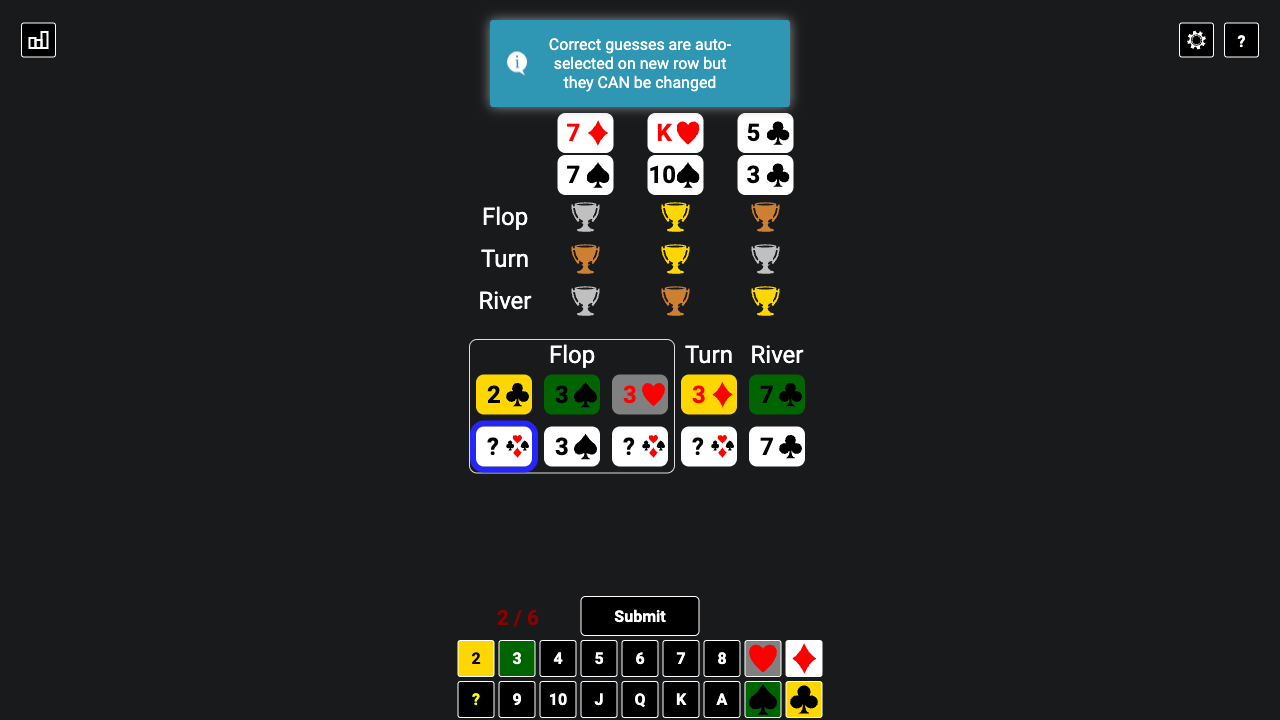 Correct guesses are auto-
selected on new row but
they CAN be changed
?
7 K 5
7 10 3
Flop
Turn
River
Flop Turn River
2 3 3 3 7
? 3 ? ? 7
2 / 6 Submit
2 3 4 5 6 7 8
? 9 10 J Q K A